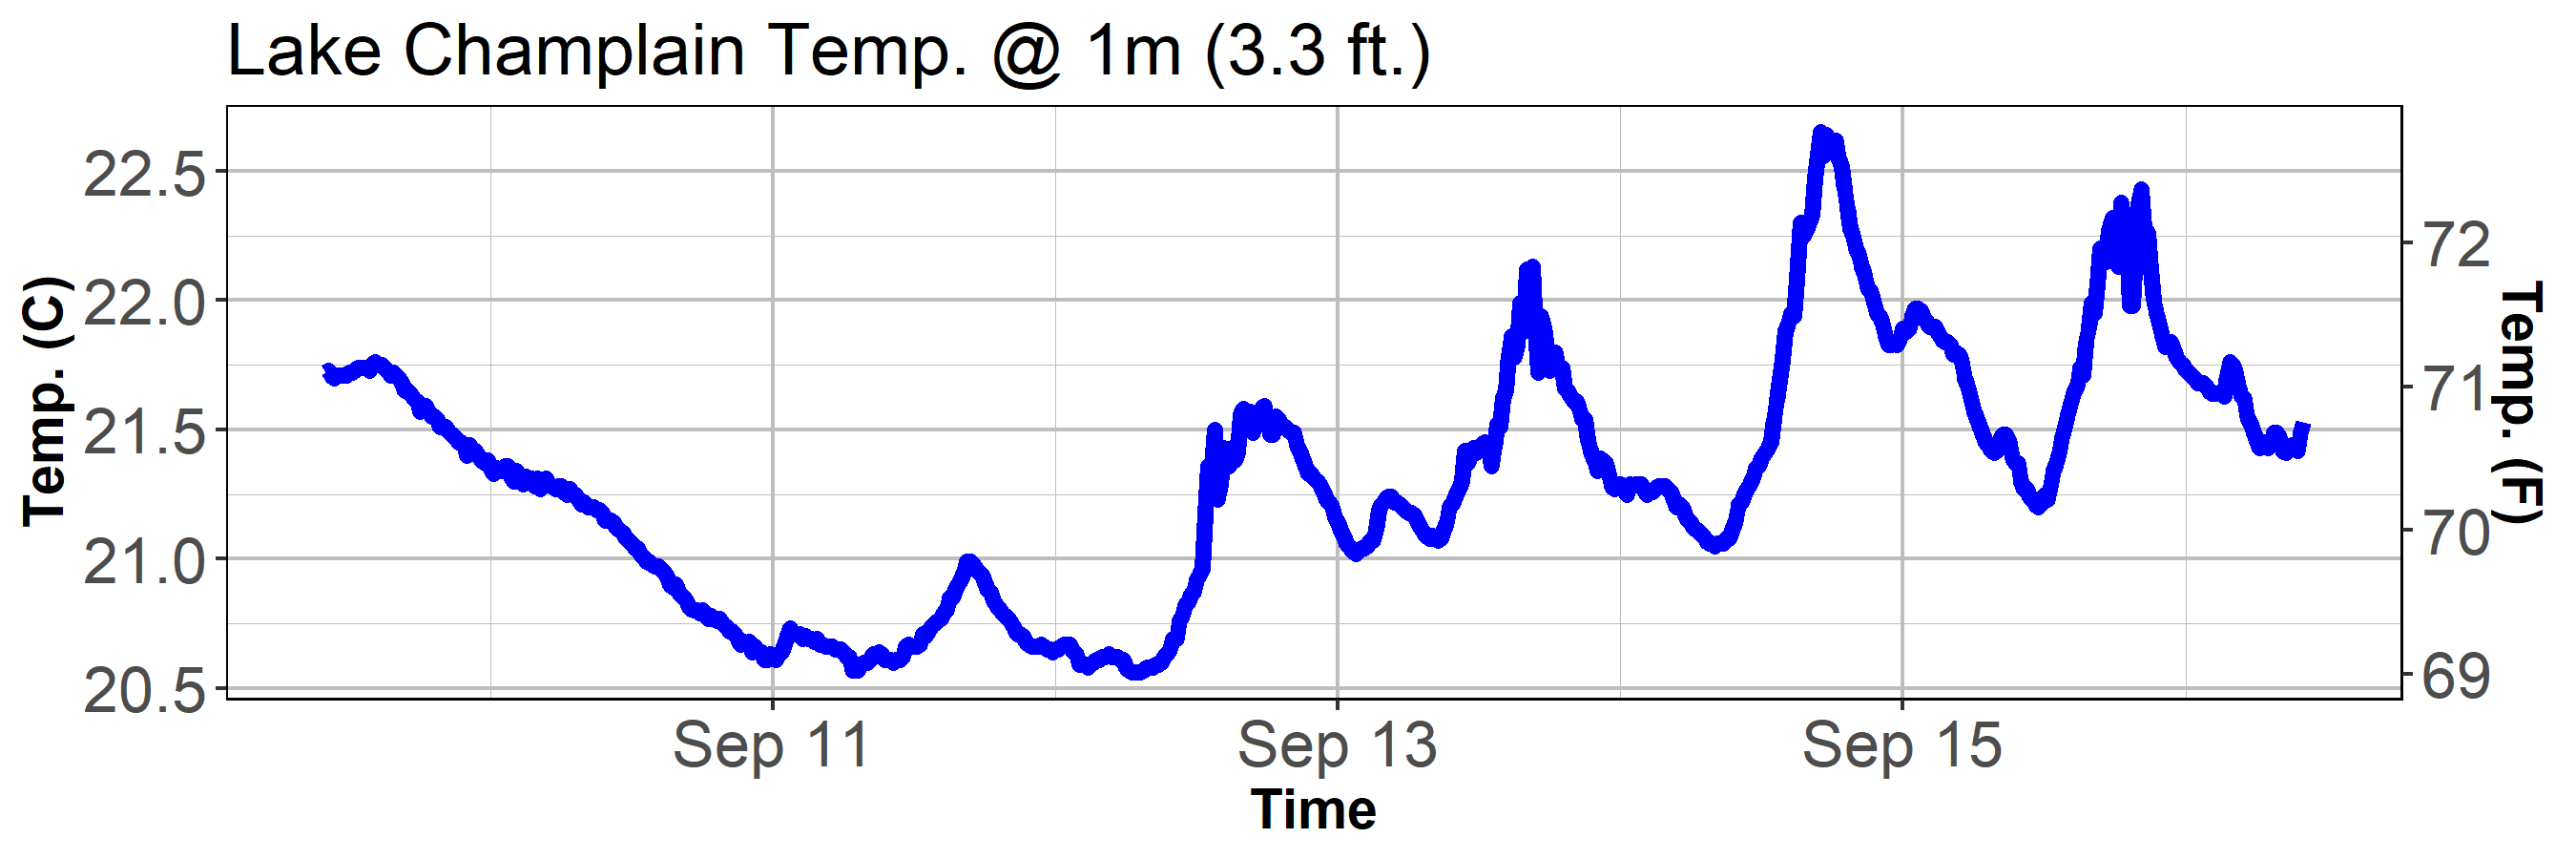 Lake Champlain Temp. @ 1m (3.3 ft.)
Temp. (C)
22.5
22.0
21.5
21.0
20.5
72
71
70
69
Temp. (F)
Sep 11
Sep 13
Sep 15
Time